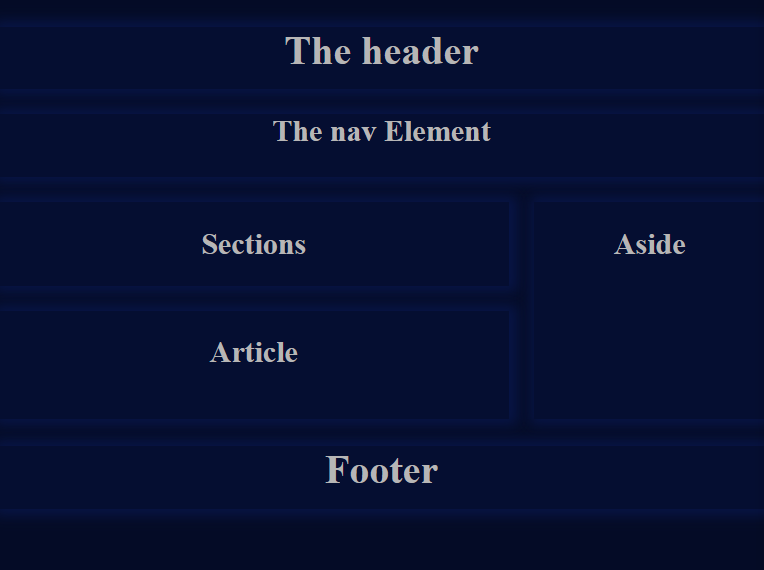 The header
The nav Element
Sections
Aside
Article
Footer